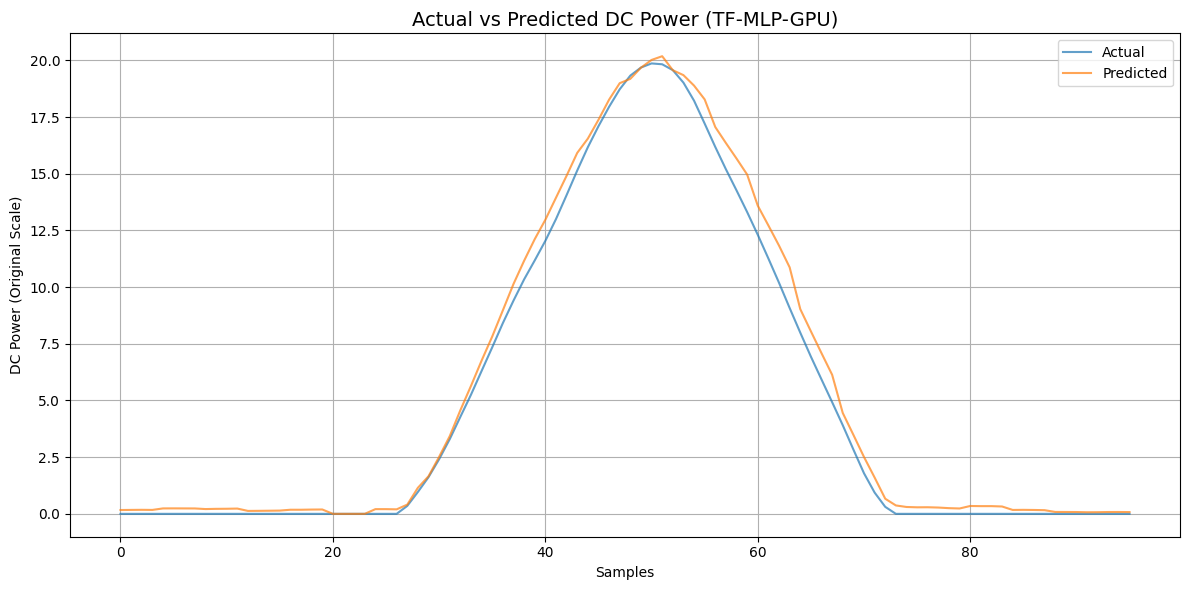 Actual vs Predicted DC Power (TF-MLP-GPU)
Actual
Predicted
DC Power (Original Scale)
20.0
17.5
15.0
12.5
10.0
7.5
5.0
2.5
0.0
0 20 40 60 80
Samples